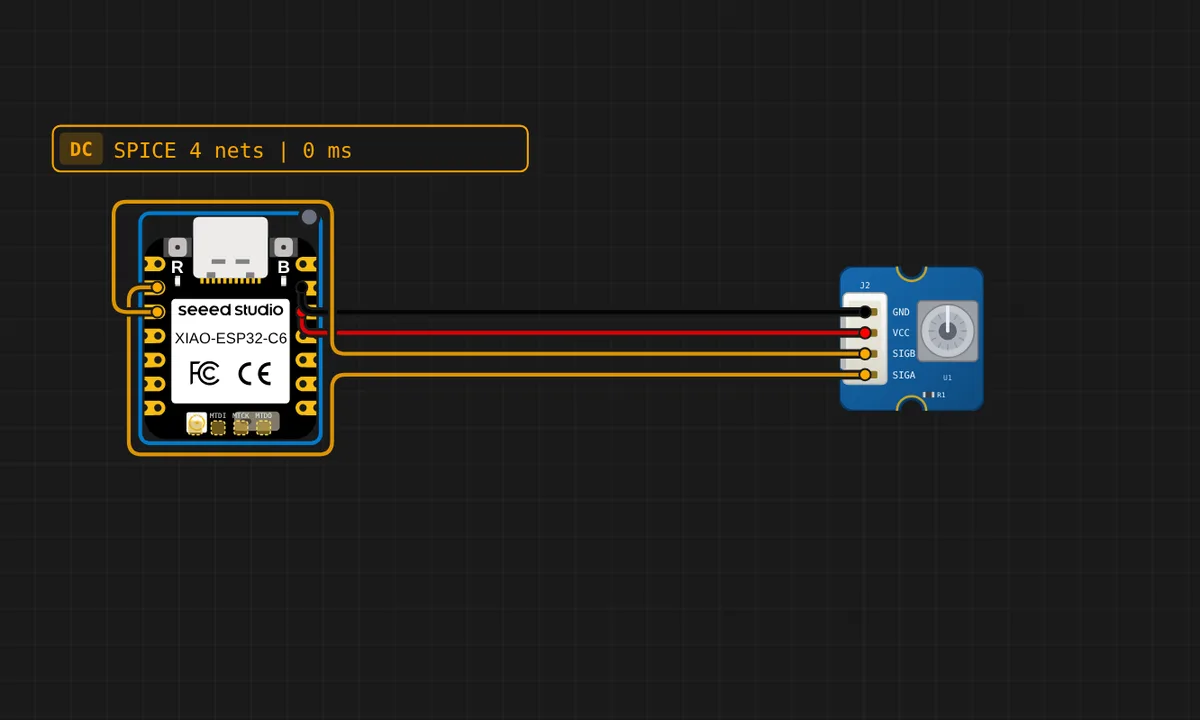 DC SPICE 4 nets | 0 ms
R B
seeed studio
XIAO-ESP32-C6
FC CE
MTDI MTCK MTDO
J2
GND
VCC
SIGB
SIGA
U1
R1